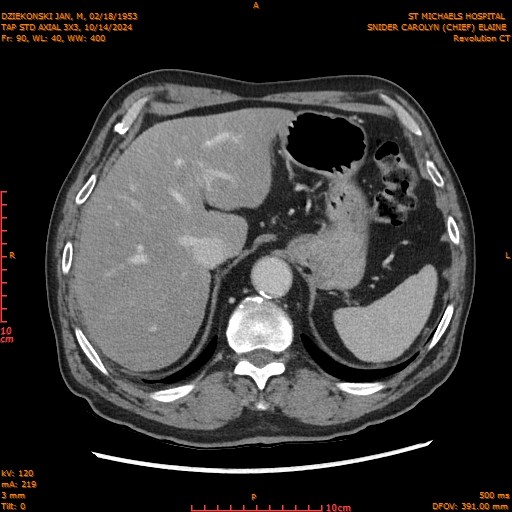 A
DZIEKONSKI JAN, M, 02/18/1953
TAP STD AXIAL 3X3, 10/14/2024
Fr: 90, WL: 40, WW: 400
ST MICHAELS HOSPITAL
SNIDER CAROLYN (CHIEF) ELAINE
Revolution CT
R
L
10
cm
kV: 120
mA: 219
3 mm
Tilt: 0
P
10cm
500 ms
DFOV: 391.00 mm